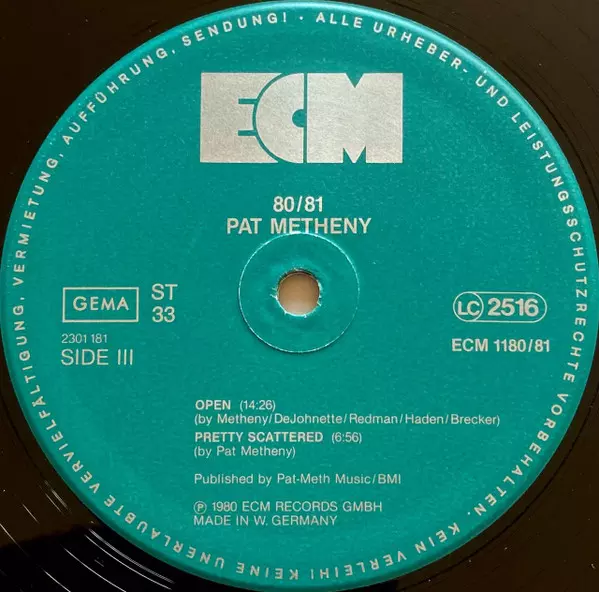 ALLE URHEBER- UND LEISTUNGSSCHUTZRECHTE VORBEHALTEN. KEIN VERLEIH! KEINE UNERLAUBTE VERVIELFÄLTIGUNG, VERMIETUNG, AUFFÜHRUNG, SENDUNG! ·
ECM
80/81
PAT METHENY
GEMA
ST
33
LC 2516
2301 181
SIDE III
ECM 1180/81
OPEN (14:26)
(by Metheny/DeJohnette/Redman/Haden/Brecker)
PRETTY SCATTERED (6:56)
(by Pat Metheny)
Published by Pat-Meth Music/BMI
Ⓟ 1980 ECM RECORDS GMBH
MADE IN W. GERMANY